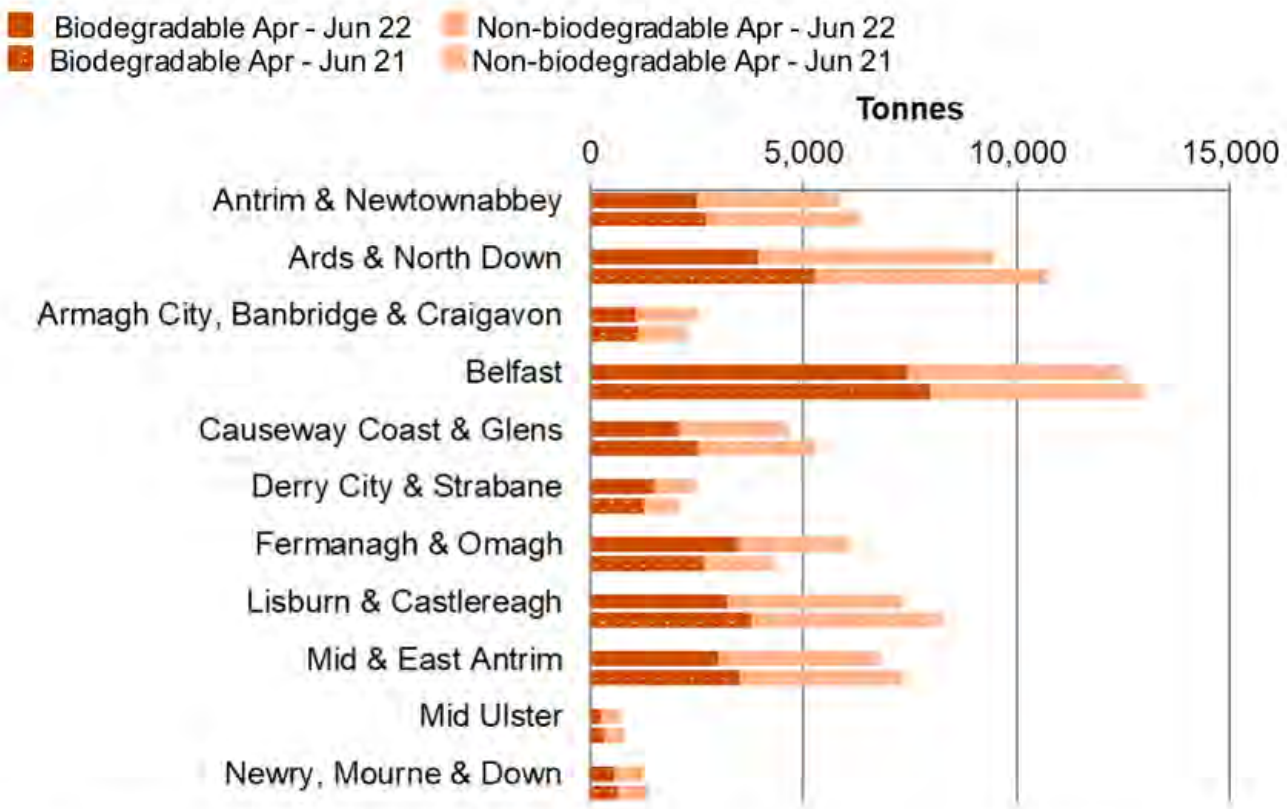 Biodegradable Apr - Jun 22 Non-biodegradable Apr - Jun 22
Biodegradable Apr - Jun 21 Non-biodegradable Apr - Jun 21
Tonnes
0 5,000 10,000 15,000
Antrim & Newtownabbey
Ards & North Down
Armagh City, Banbridge & Craigavon
Belfast
Causeway Coast & Glens
Derry City & Strabane
Fermanagh & Omagh
Lisburn & Castlereagh
Mid & East Antrim
Mid Ulster
Newry, Mourne & Down